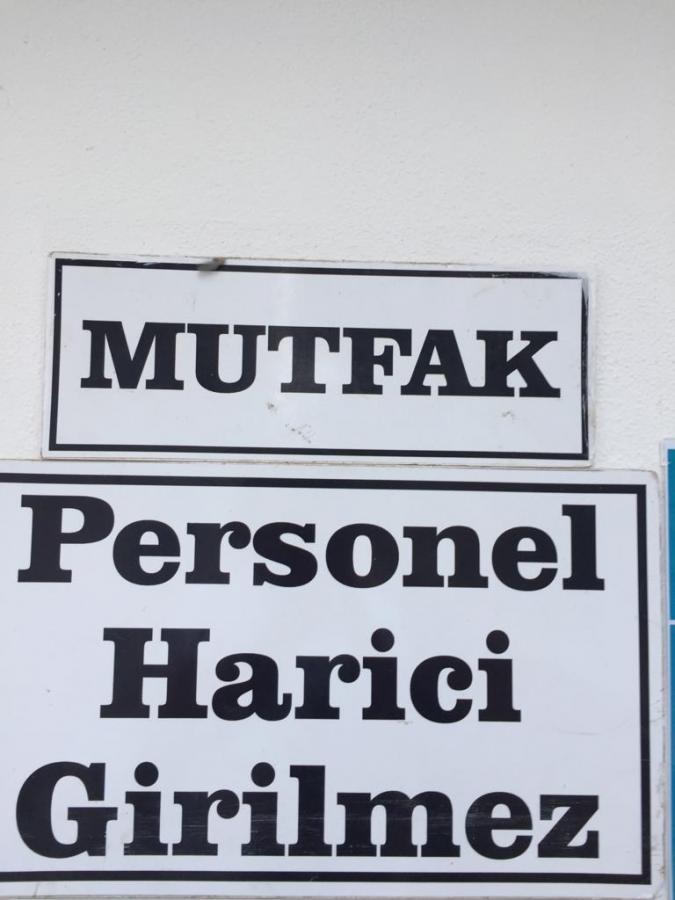 MUTFAK
Personel
Harici
Girilmez